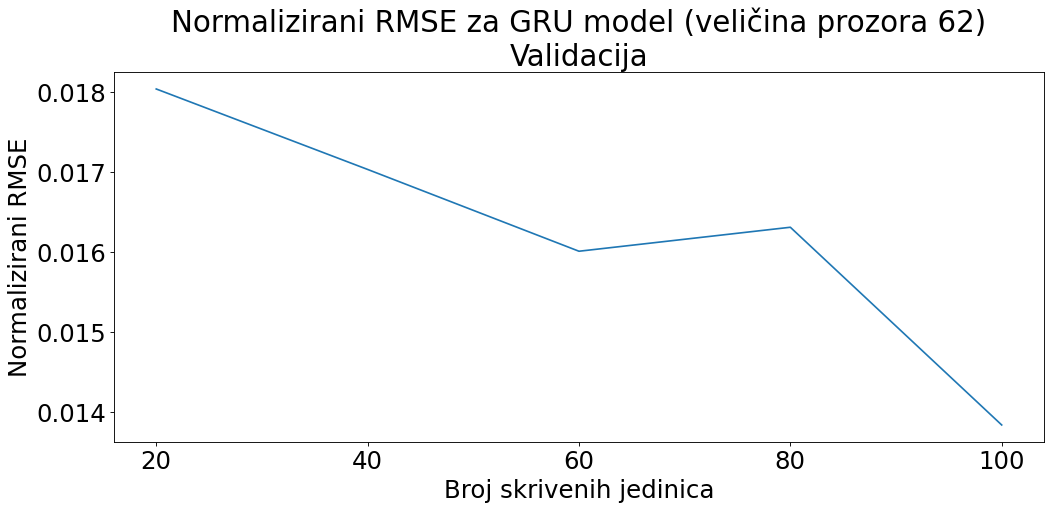 Normalizirani RMSE za GRU model (veličina prozora 62)
Validacija
Normalizirani RMSE
0.018
0.017
0.016
0.015
0.014
20 40 60 80 100
Broj skrivenih jedinica